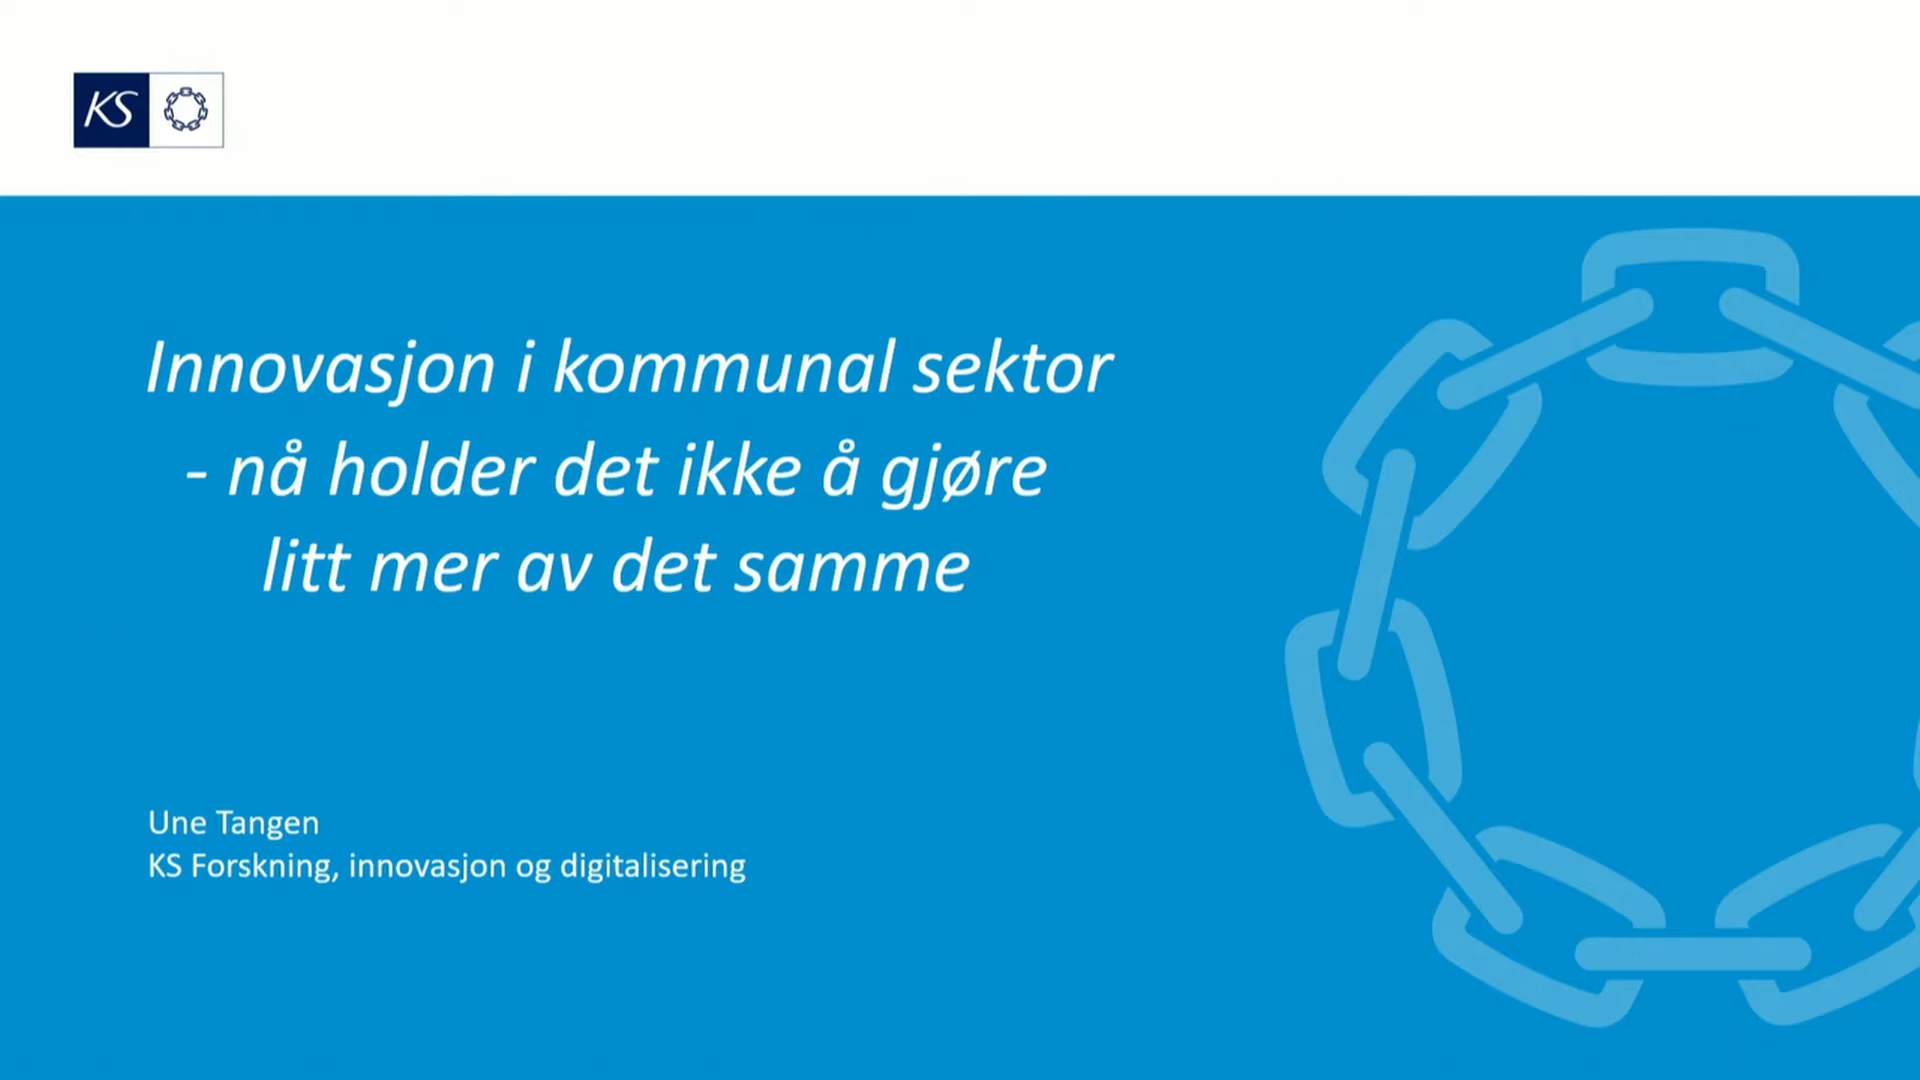 KS
Innovasjon i kommunal sektor
- nå holder det ikke å gjøre
litt mer av det samme
Une Tangen
KS Forskning, innovasjon og digitalisering